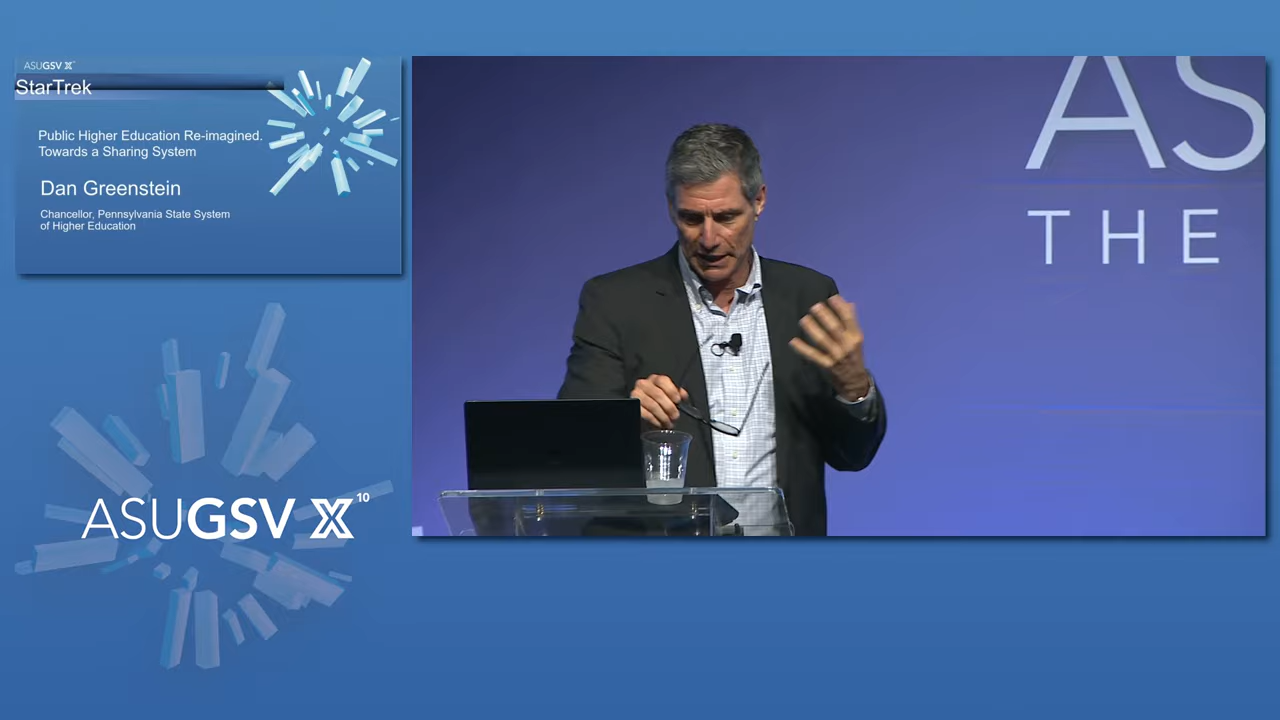 ASUGSV X
StarTrek
Public Higher Education Re-imagined.
Towards a Sharing System
Dan Greenstein
Chancellor, Pennsylvania State System
of Higher Education
ASUGSV X10
AS
THE